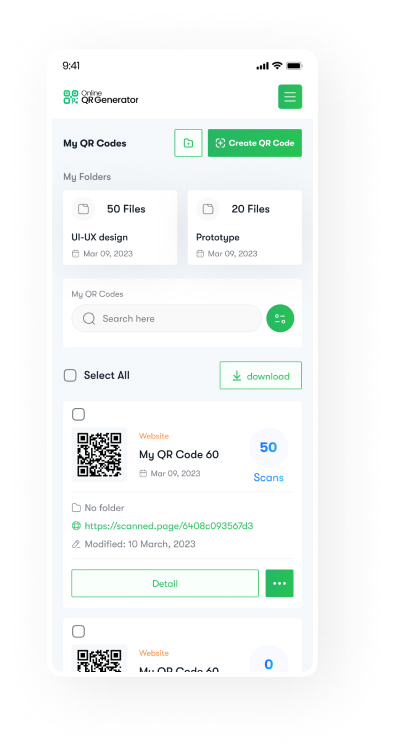 9:41
Online
QR Generator
My QR Codes
Create QR Code
My Folders
50 Files
20 Files
UI-UX design
Prototype
Mar 09, 2023
Mar 09, 2023
My QR Codes
Search here
Select All
download
Website
My QR Code 60
50
Mar 09, 2023
Scans
No folder
https://scanned.page/6408c093567d3
Modified: 10 March, 2023
Detail
Website
My QR Code 60
0